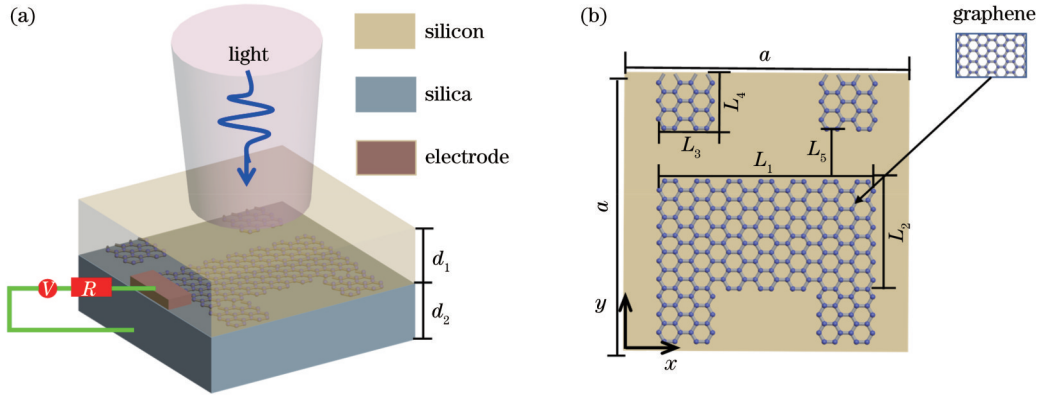 (a)
light
silicon
silica
electrode
d₁
d₂
V
R
(b)
graphene
a
a
L₄
L₃
L₅
L₁
L₂
y
x